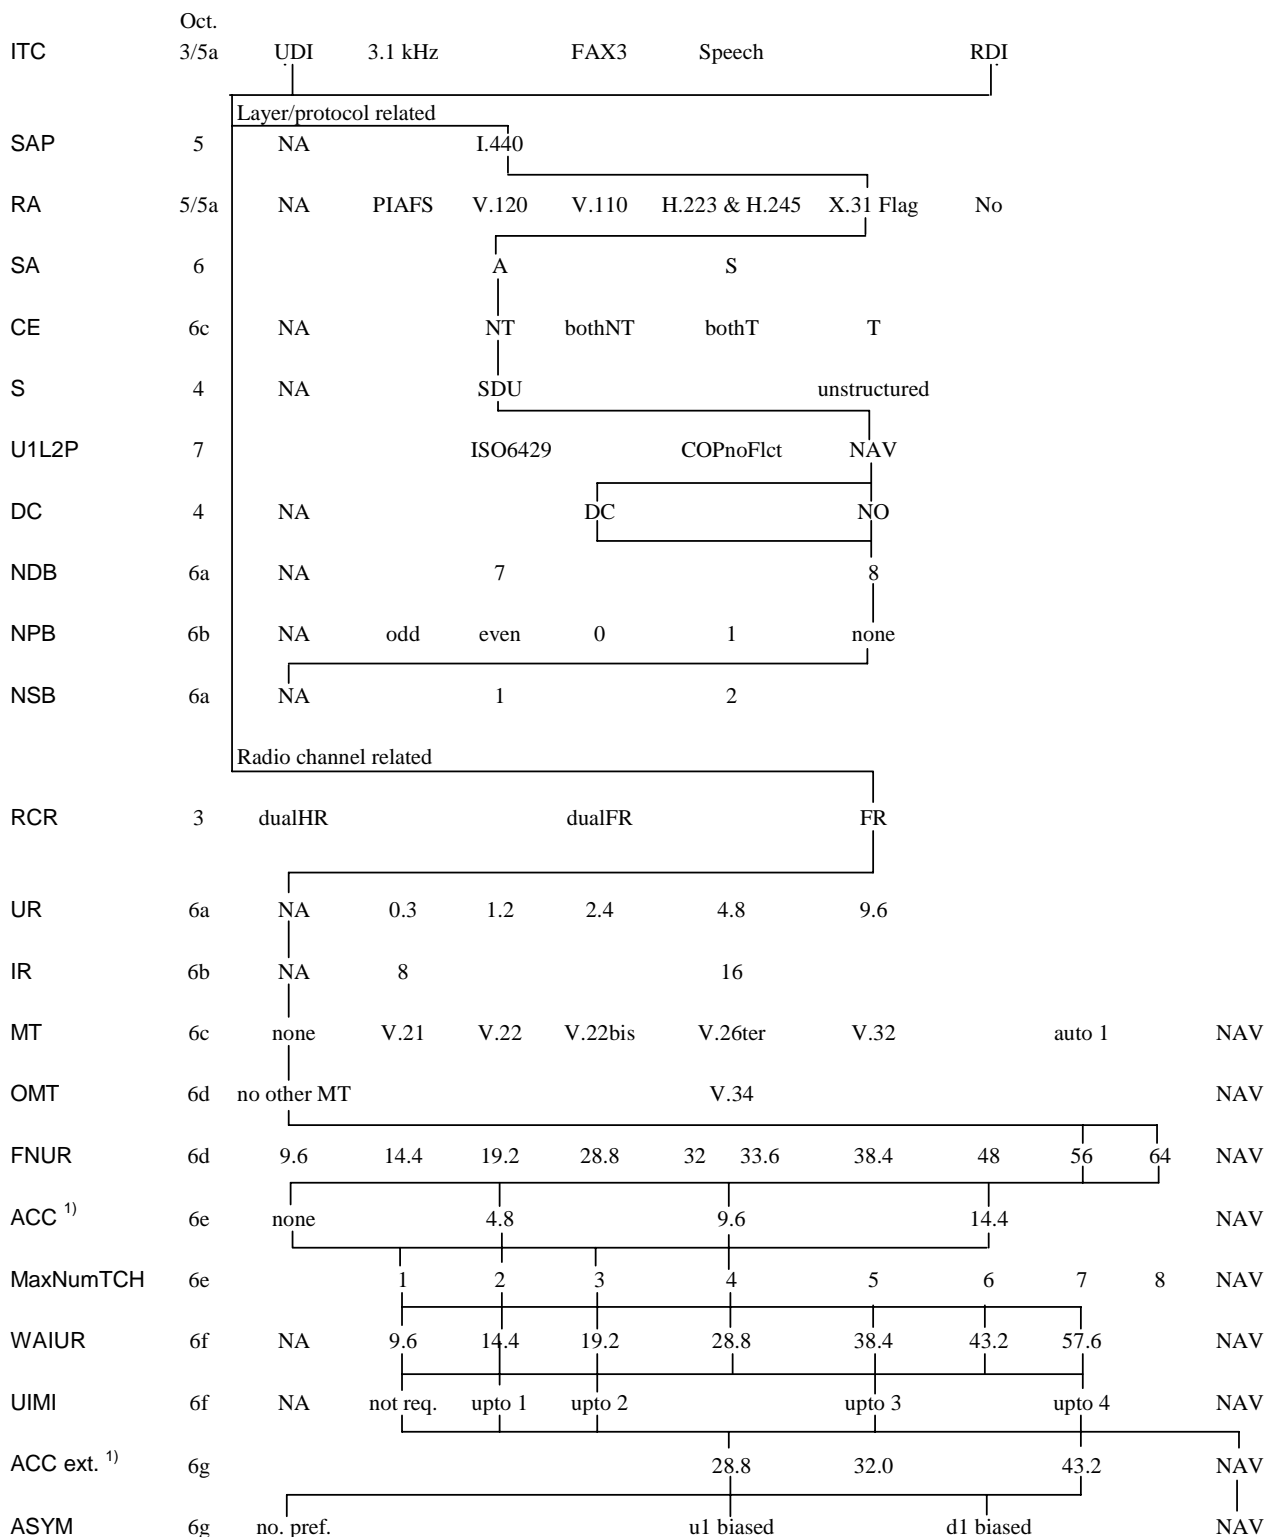 Oct.
ITC 3/5a UDI 3.1 kHz FAX3 Speech RDI
Layer/protocol related
SAP 5 NA I.440
RA 5/5a NA PIAFS V.120 V.110 H.223 & H.245 X.31 Flag No
SA 6 A S
CE 6c NA NT bothNT bothT T
S 4 NA SDU unstructured
U1L2P 7 ISO6429 COPnoFlct NAV
DC 4 NA DC NO
NDB 6a NA 7 8
NPB 6b NA odd even 0 1 none
NSB 6a NA 1 2
Radio channel related
RCR 3 dualHR dualFR FR
UR 6a NA 0.3 1.2 2.4 4.8 9.6
IR 6b NA 8 16
MT 6c none V.21 V.22 V.22bis V.26ter V.32 auto 1 NAV
OMT 6d no other MT V.34 NAV
FNUR 6d 9.6 14.4 19.2 28.8 32 33.6 38.4 48 56 64 NAV
ACC 1) 6e none 4.8 9.6 14.4 NAV
MaxNumTCH 6e 1 2 3 4 5 6 7 8 NAV
WAIUR 6f NA 9.6 14.4 19.2 28.8 38.4 43.2 57.6 NAV
UIMI 6f NA not req. upto 1 upto 2 upto 3 upto 4 NAV
ACC ext. 1) 6g 28.8 32.0 43.2 NAV
ASYM 6g no. pref. u1 biased d1 biased NAV